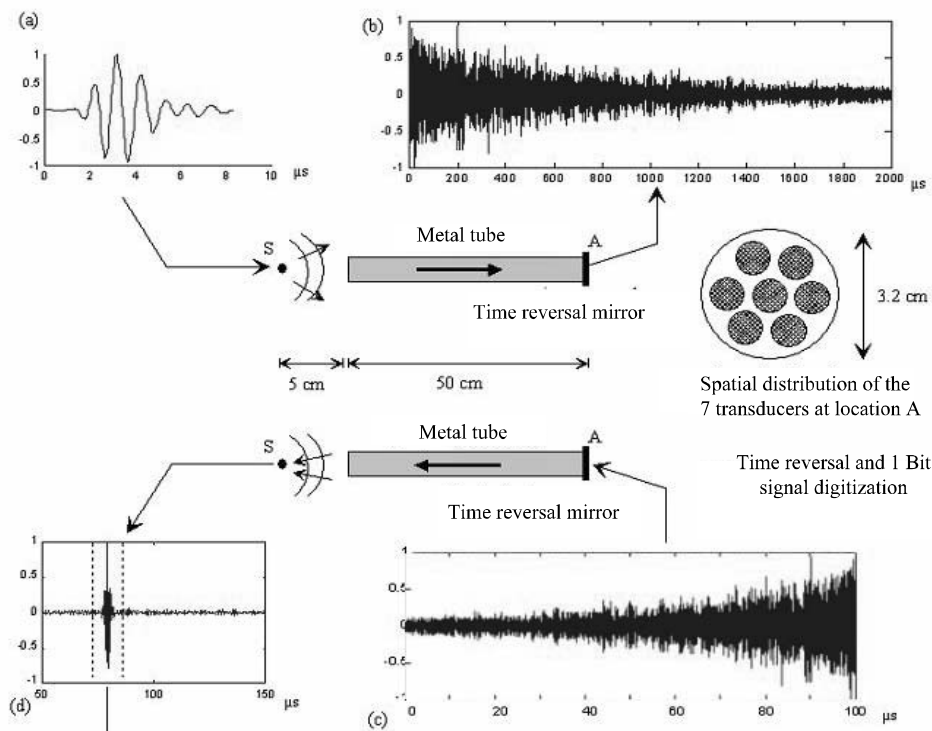 (a)
1
0.5
0
-0.5
-1
0 2 4 6 8 10
µs
(b)
1
0.5
0
-0.5
-1
0 200 400 600 800 1000 1200 1400 1600 1800 2000
µs
S
Metal tube
A
Time reversal mirror
3.2 cm
5 cm
50 cm
Spatial distribution of the
7 transducers at location A
S
Metal tube
A
Time reversal mirror
Time reversal and 1 Bit
signal digitization
1
0.5
0
-0.5
-1
50 100 150
µs
(d)
1
0.5
0
-0.5
-1
0 20 40 60 80 100
µs
(c)